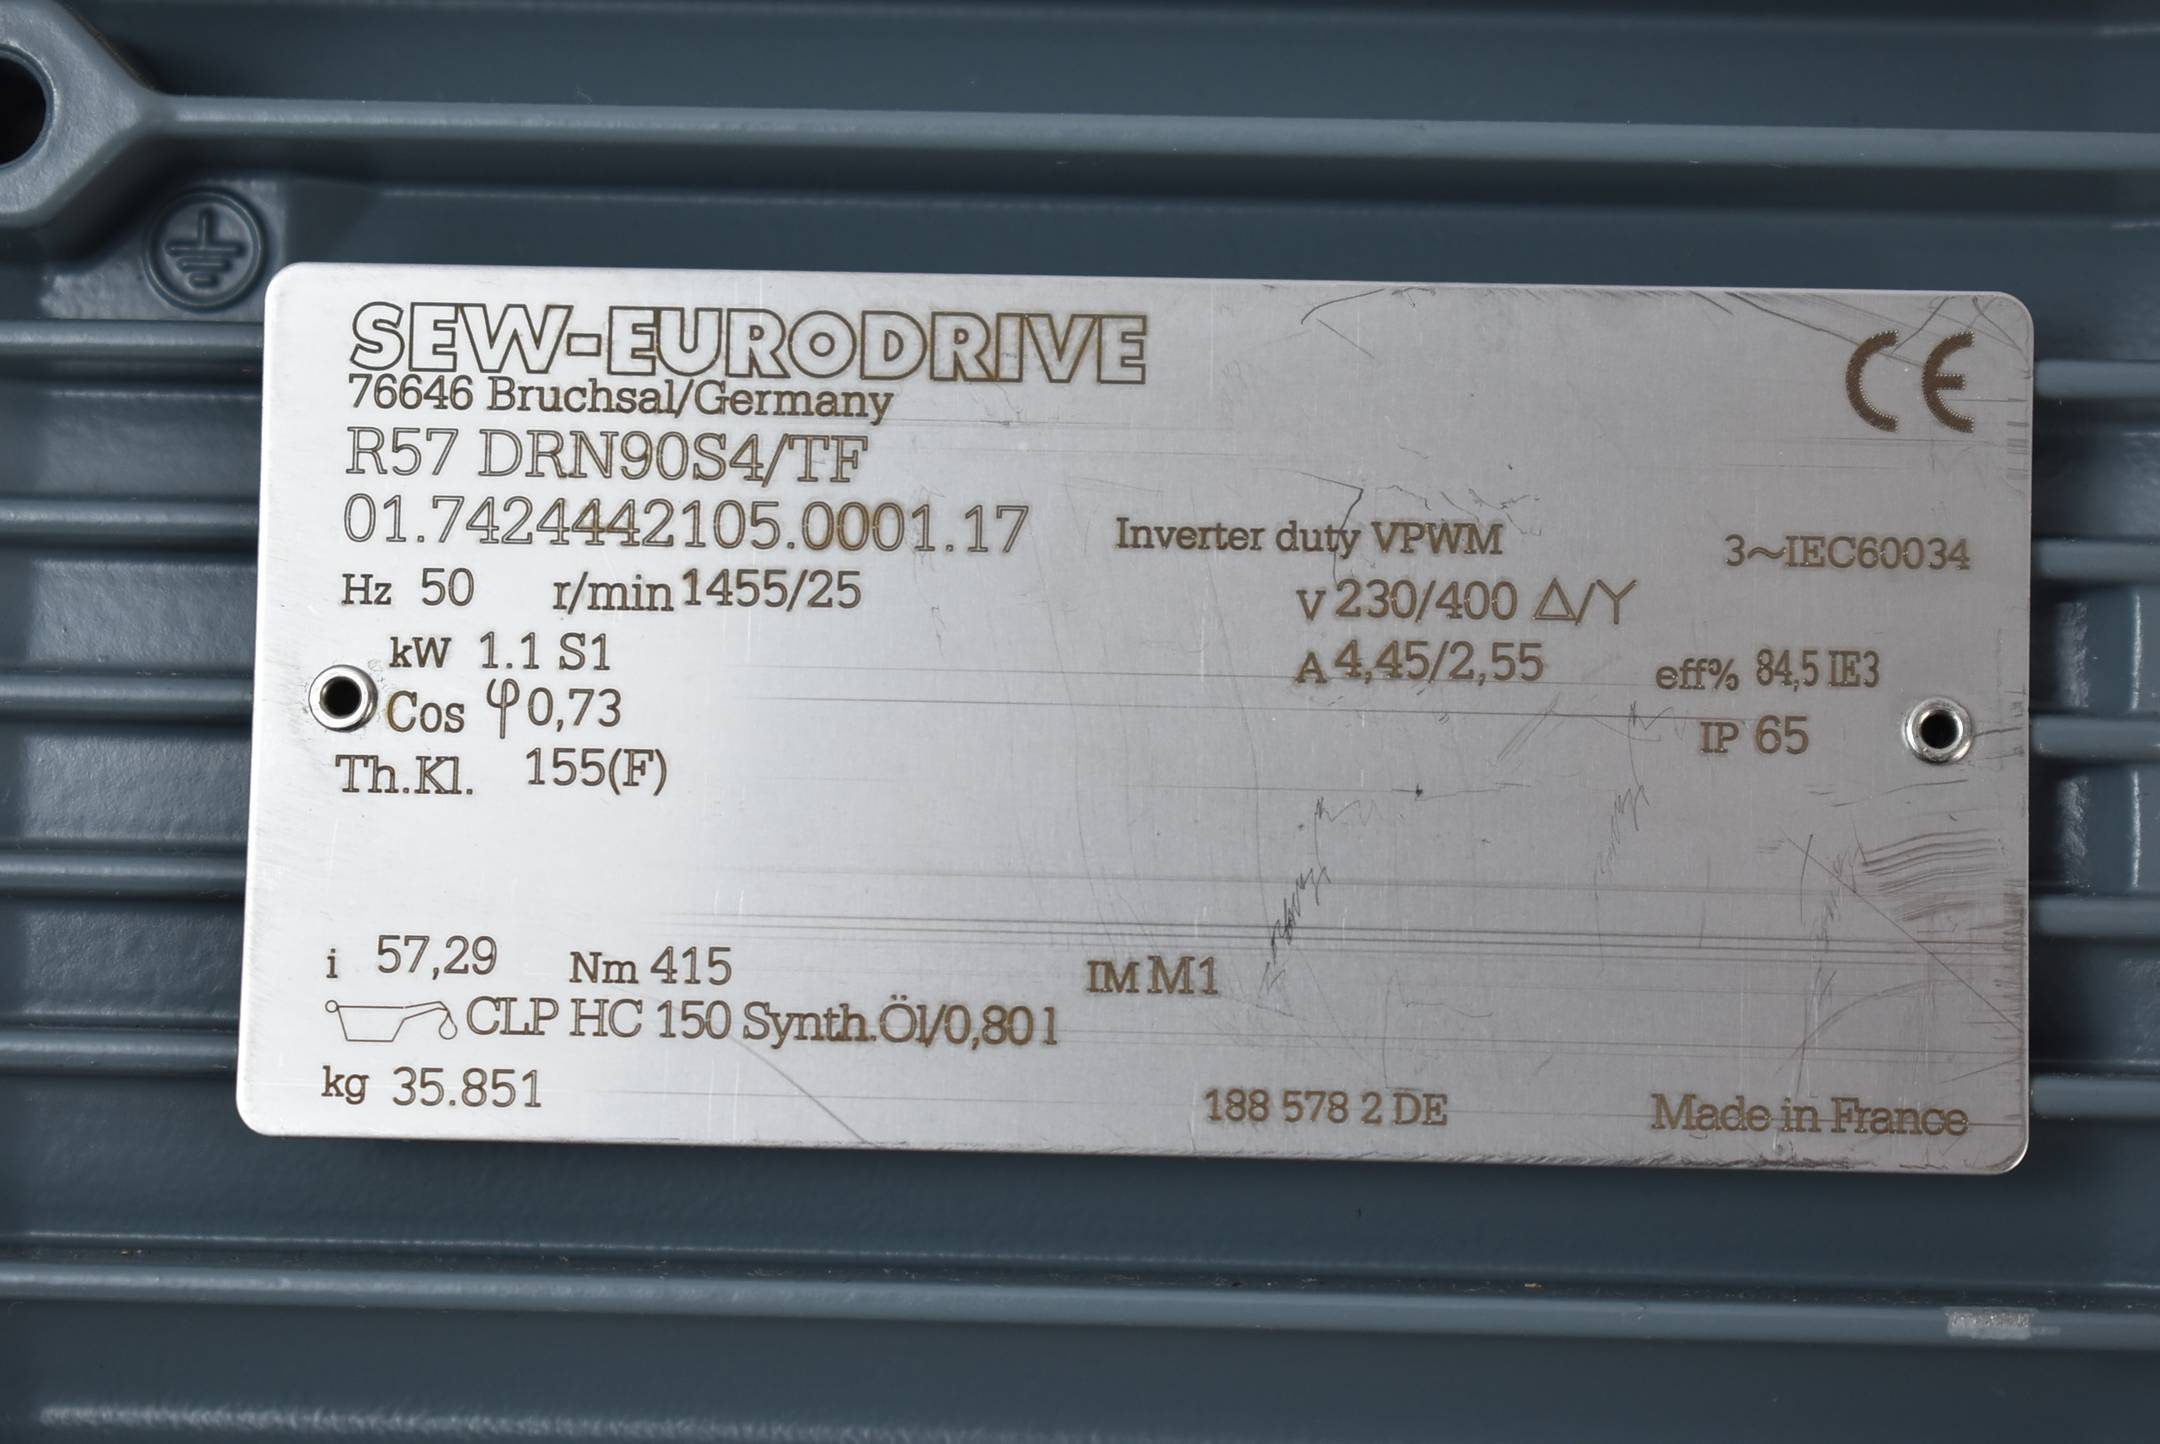 SEW-EURODRIVE
CE
76646 Bruchsal/Germany
R57 DRN90S4/TF
01.7424442105.0001.17 Inverter duty VPWM 3~IEC60034
Hz 50 r/min 1455/25 V 230/400 △/Y
kW 1.1 S1 A 4,45/2,55 eff% 84,5 IE3
Cos φ 0,73 IP 65
Th.Kl. 155(F)
i 57,29 Nm 415 IM M1
CLP HC 150 Synth.Öl/0,80 l
kg 35.851 188 578 2 DE Made in France